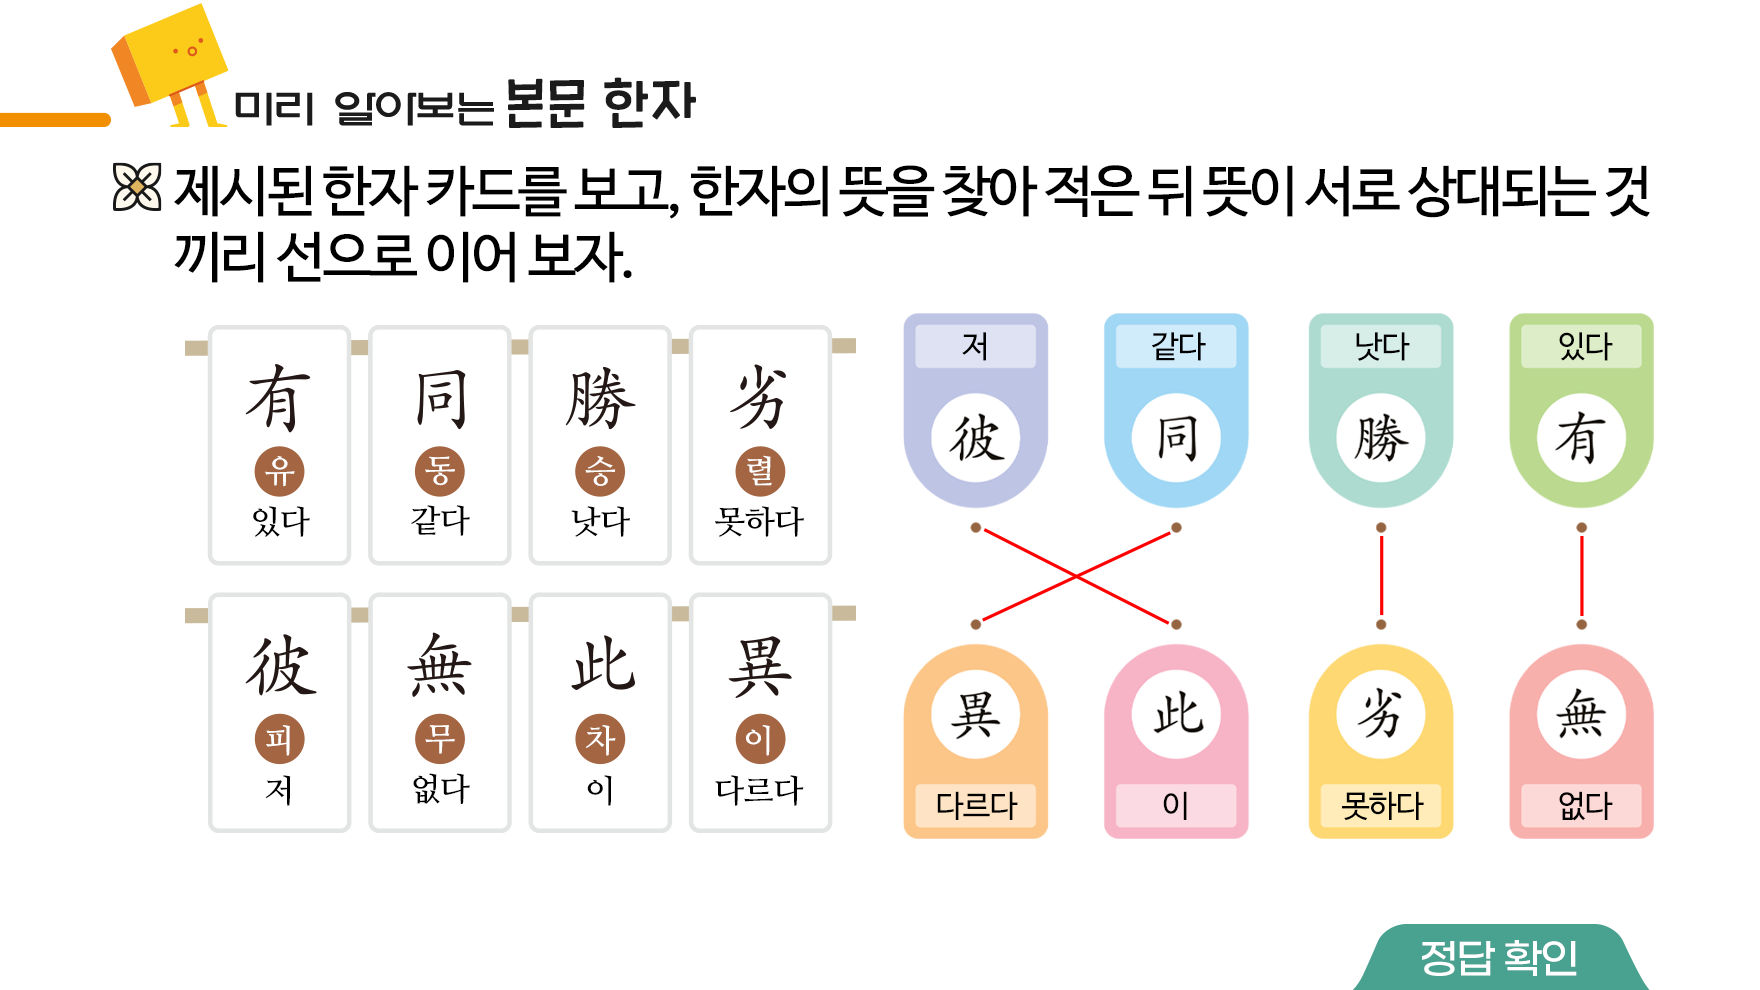 미리 알아보는 본문 한자
제시된 한자 카드를 보고, 한자의 뜻을 찾아 적은 뒤 뜻이 서로 상대되는 것
끼리 선으로 이어 보자.
有 同 勝 劣
유 동 승 렬
있다 같다 낫다 못하다
彼 無 此 異
피 무 차 이
저 없다 이 다르다
저 같다 낫다 있다
彼 同 勝 有
異 此 劣 無
다르다 이 못하다 없다
정답 확인